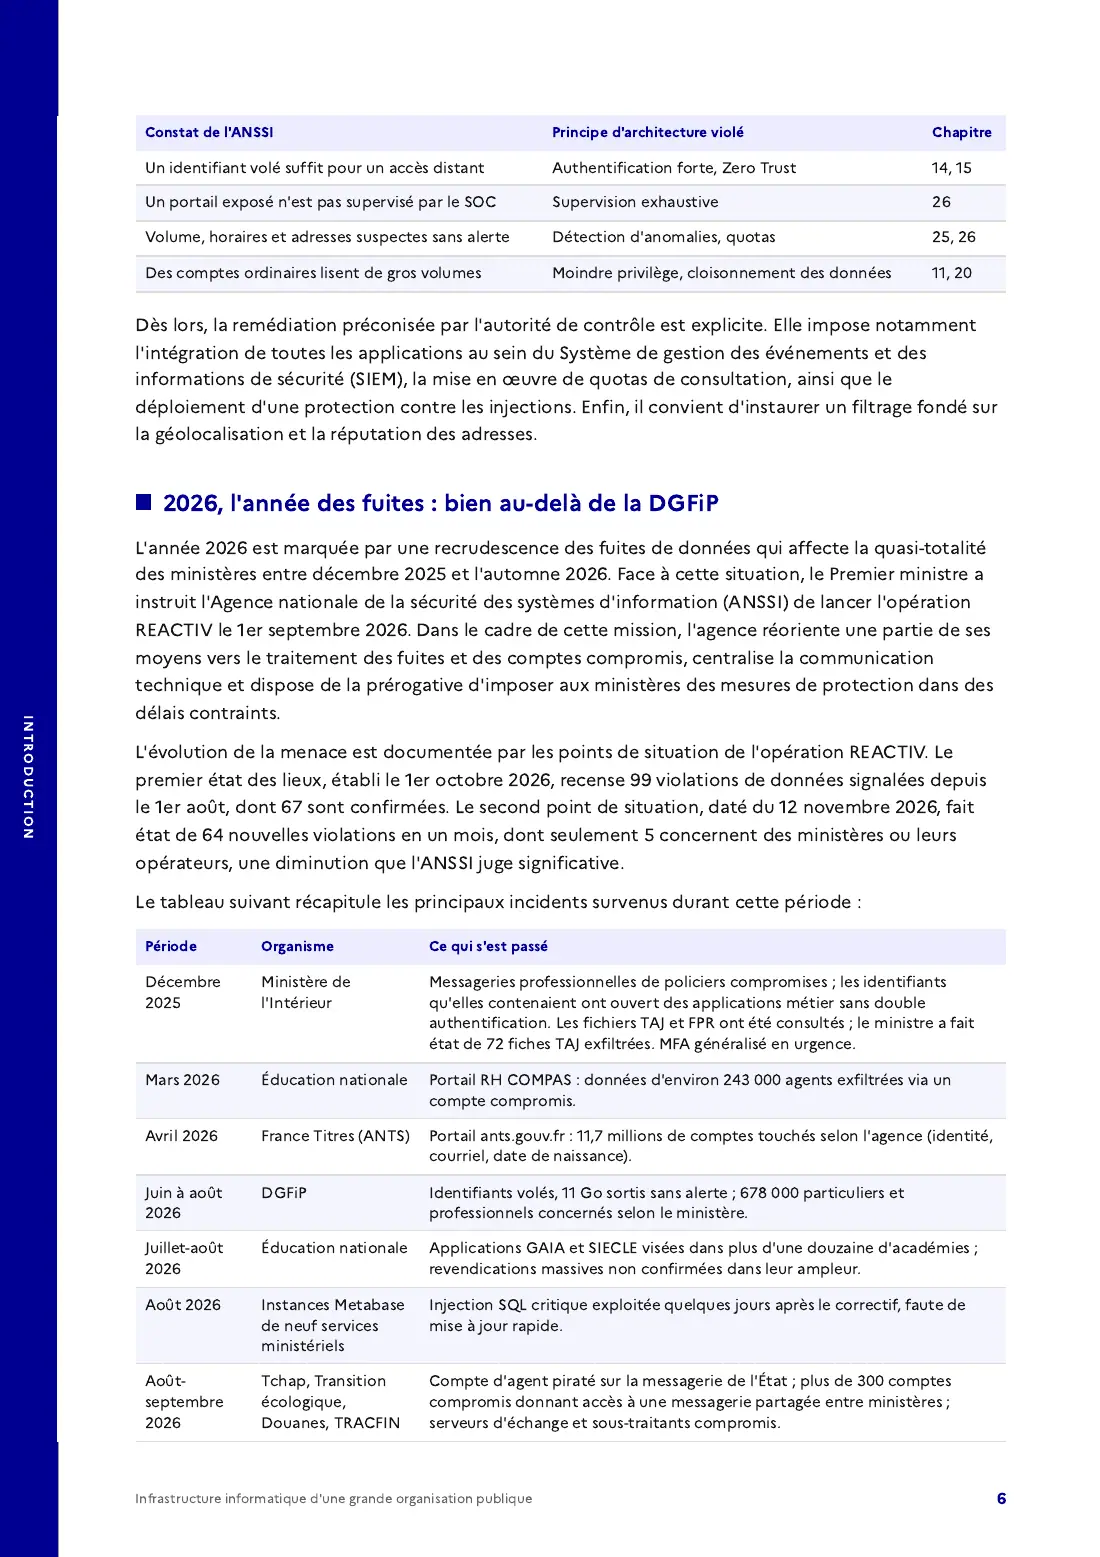 Constat de l'ANSSI Principe d'architecture violé Chapitre
Un identifiant volé suffit pour un accès distant Authentification forte, Zero Trust 14, 15
Un portail exposé n'est pas supervisé par le SOC Supervision exhaustive 26
Volume, horaires et adresses suspectes sans alerte Détection d'anomalies, quotas 25, 26
Des comptes ordinaires lisent de gros volumes Moindre privilège, cloisonnement des données 11, 20
Dès lors, la remédiation préconisée par l'autorité de contrôle est explicite. Elle impose notamment
l'intégration de toutes les applications au sein du Système de gestion des événements et des
informations de sécurité (SIEM), la mise en œuvre de quotas de consultation, ainsi que le
déploiement d'une protection contre les injections. Enfin, il convient d'instaurer un filtrage fondé sur
la géolocalisation et la réputation des adresses.
2026, l'année des fuites : bien au-delà de la DGFiP
L'année 2026 est marquée par une recrudescence des fuites de données qui affecte la quasi-totalité
des ministères entre décembre 2025 et l'automne 2026. Face à cette situation, le Premier ministre a
instruit l'Agence nationale de la sécurité des systèmes d'information (ANSSI) de lancer l'opération
REACTIV le 1er septembre 2026. Dans le cadre de cette mission, l'agence réoriente une partie de ses
moyens vers le traitement des fuites et des comptes compromis, centralise la communication
technique et dispose de la prérogative d'imposer aux ministères des mesures de protection dans des
délais contraints.
L'évolution de la menace est documentée par les points de situation de l'opération REACTIV. Le
premier état des lieux, établi le 1er octobre 2026, recense 99 violations de données signalées depuis
le 1er août, dont 67 sont confirmées. Le second point de situation, daté du 12 novembre 2026, fait
état de 64 nouvelles violations en un mois, dont seulement 5 concernent des ministères ou leurs
opérateurs, une diminution que l'ANSSI juge significative.
Le tableau suivant récapitule les principaux incidents survenus durant cette période :
Période Organisme Ce qui s'est passé
Décembre Ministère de Messageries professionnelles de policiers compromises ; les identifiants
2025 l'Intérieur qu'elles contenaient ont ouvert des applications métier sans double
authentification. Les fichiers TAJ et FPR ont été consultés ; le ministre a fait
état de 72 fiches TAJ exfiltrées. MFA généralisé en urgence.
Mars 2026 Éducation nationale Portail RH COMPAS : données d'environ 243 000 agents exfiltrées via un
compte compromis.
Avril 2026 France Titres (ANTS) Portail ants.gouv.fr : 11,7 millions de comptes touchés selon l'agence (identité,
courriel, date de naissance).
Juin à août DGFiP Identifiants volés, 11 Go sortis sans alerte ; 678 000 particuliers et
2026 professionnels concernés selon le ministère.
Juillet-août Éducation nationale Applications GAIA et SIECLE visées dans plus d'une douzaine d'académies ;
2026 revendications massives non confirmées dans leur ampleur.
Août 2026 Instances Metabase Injection SQL critique exploitée quelques jours après le correctif, faute de
de neuf services mise à jour rapide.
ministériels
Août- Tchap, Transition Compte d'agent piraté sur la messagerie de l'État ; plus de 300 comptes
septembre écologique, compromis donnant accès à une messagerie partagée entre ministères ;
2026 Douanes, TRACFIN serveurs d'échange et sous-traitants compromis.
INTRODUCTION
Infrastructure informatique d'une grande organisation publique 6